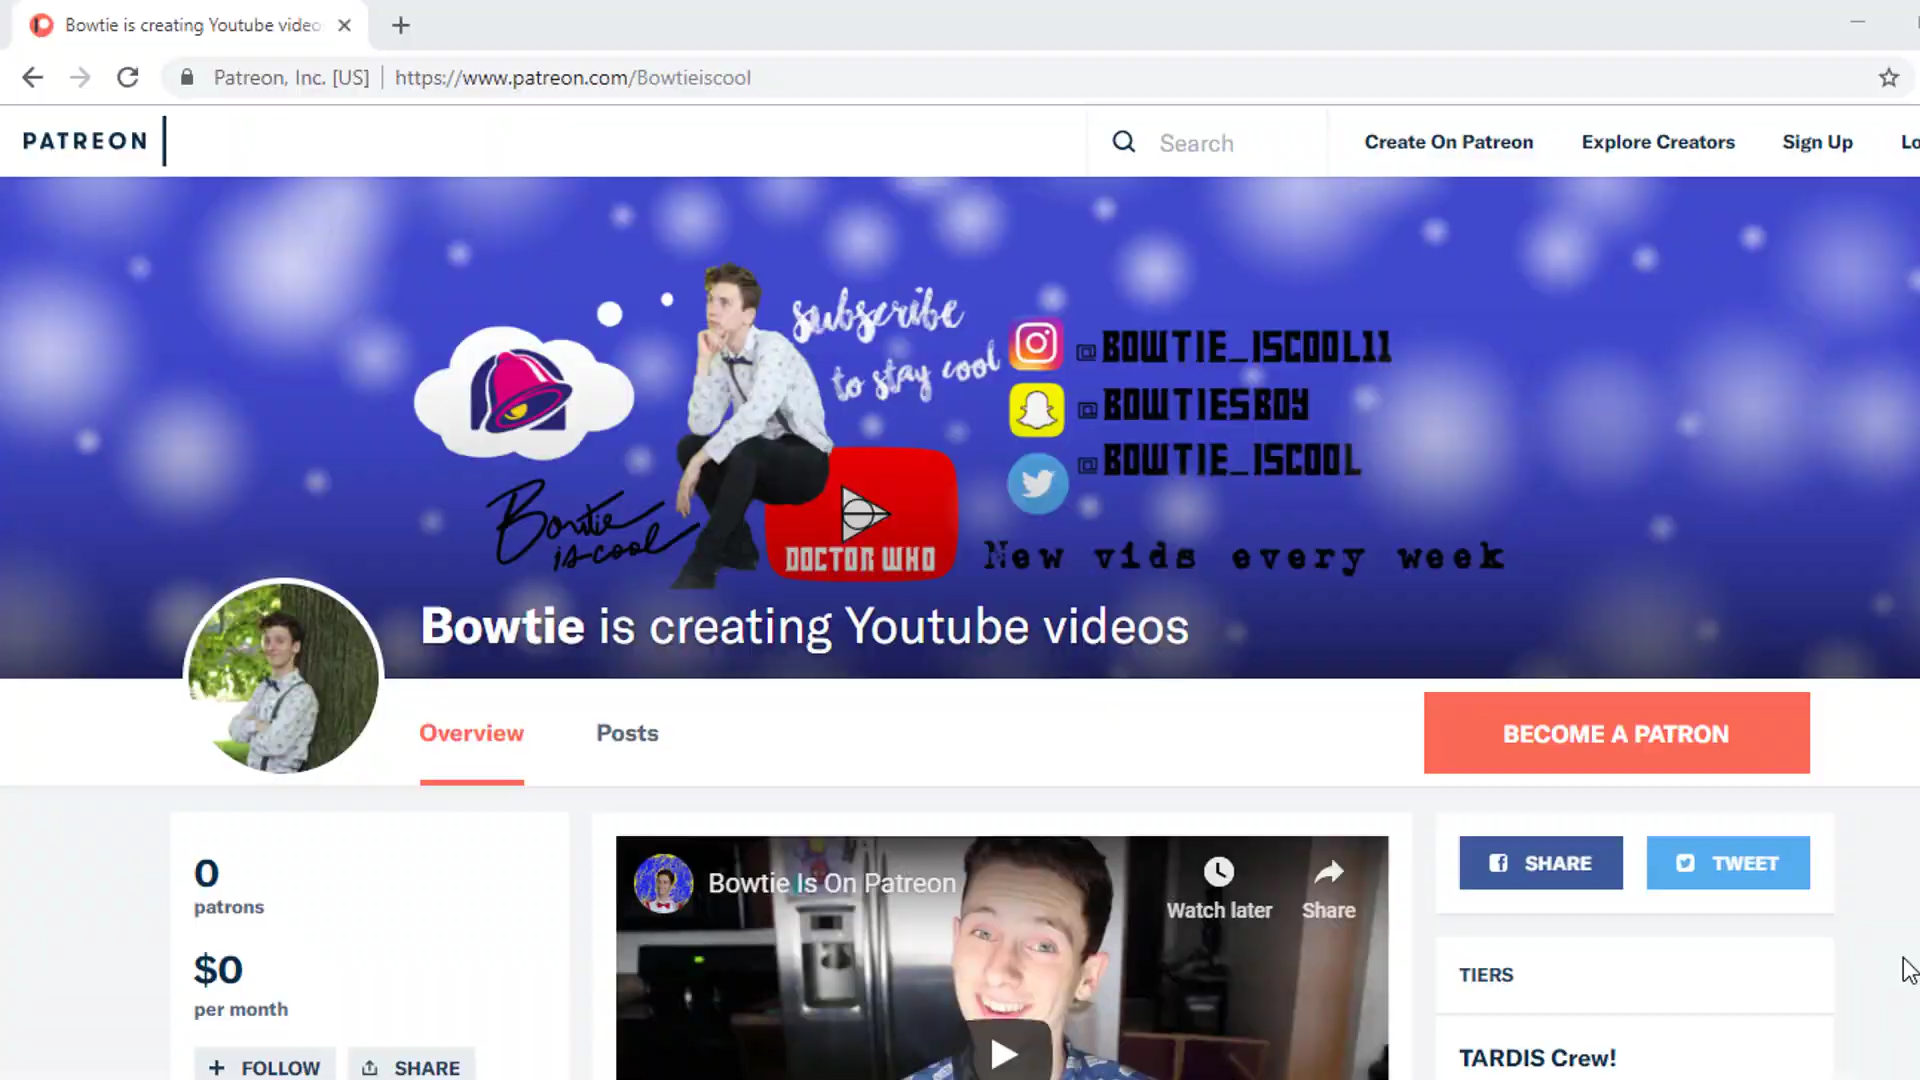 Bowtie is creating Youtube video
Patreon, Inc. [US] https://www.patreon.com/Bowtieiscool
PATREON
Search
Create On Patreon
Explore Creators
Sign Up
Lo
subscribe
to stay cool
@BOWTIE_ISCOOL11
@BOWTIESBOY
@BOWTIE_ISCOOL
Bowtie
is cool
DOCTOR WHO
New vids every week
Bowtie is creating Youtube videos
Overview
Posts
BECOME A PATRON
0
patrons
$0
per month
+ FOLLOW
SHARE
Bowtie Is On Patreon
Watch later
Share
SHARE
TWEET
TIERS
TARDIS Crew!